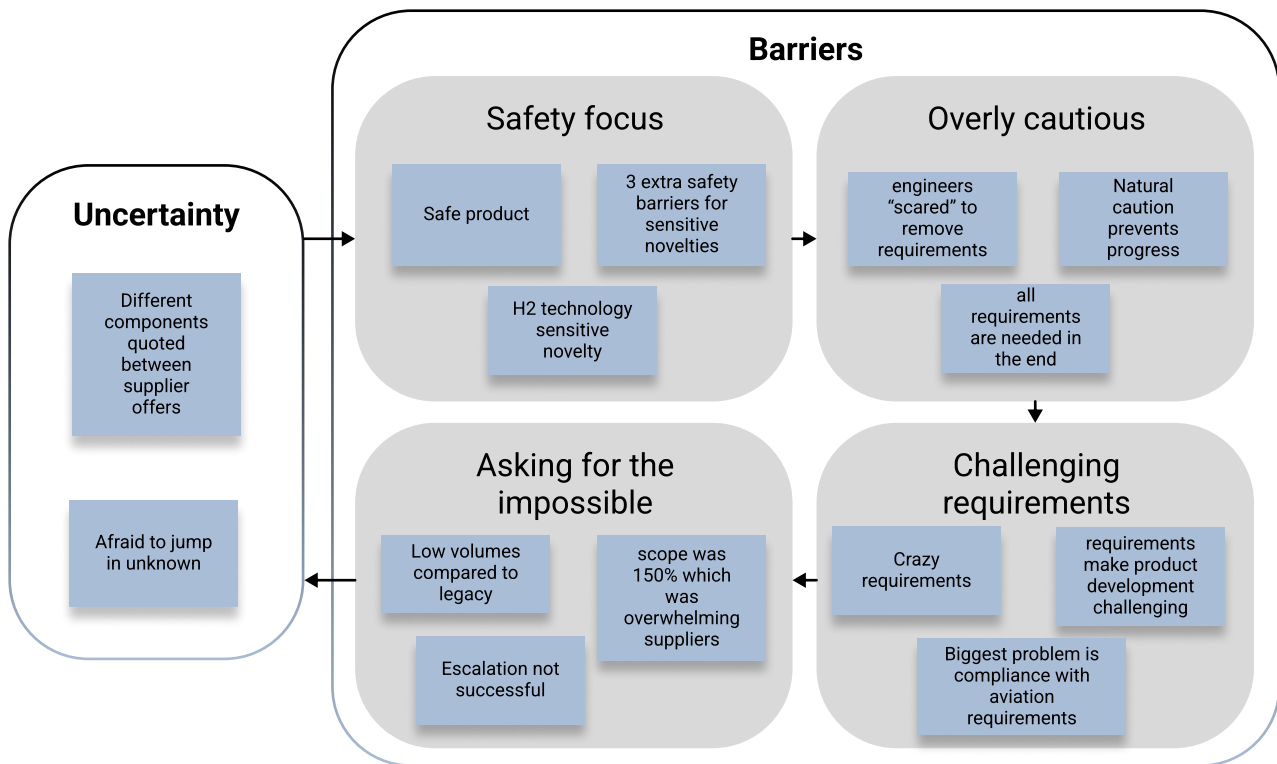 Barriers
Uncertainty
Different
components
quoted
between
supplier
offers
Afraid to jump
in unknown
Safety focus
Safe product
3 extra safety
barriers for
sensitive
novelties
H2 technology
sensitive
novelty
Overly cautious
engineers
“scared” to
remove
requirements
Natural
caution
prevents
progress
all
requirements
are needed in
the end
Challenging
requirements
Crazy
requirements
requirements
make product
development
challenging
Biggest problem is
compliance with
aviation
requirements
Asking for the
impossible
Low volumes
compared to
legacy
scope was
150% which
was
overwhelming
suppliers
Escalation not
successful